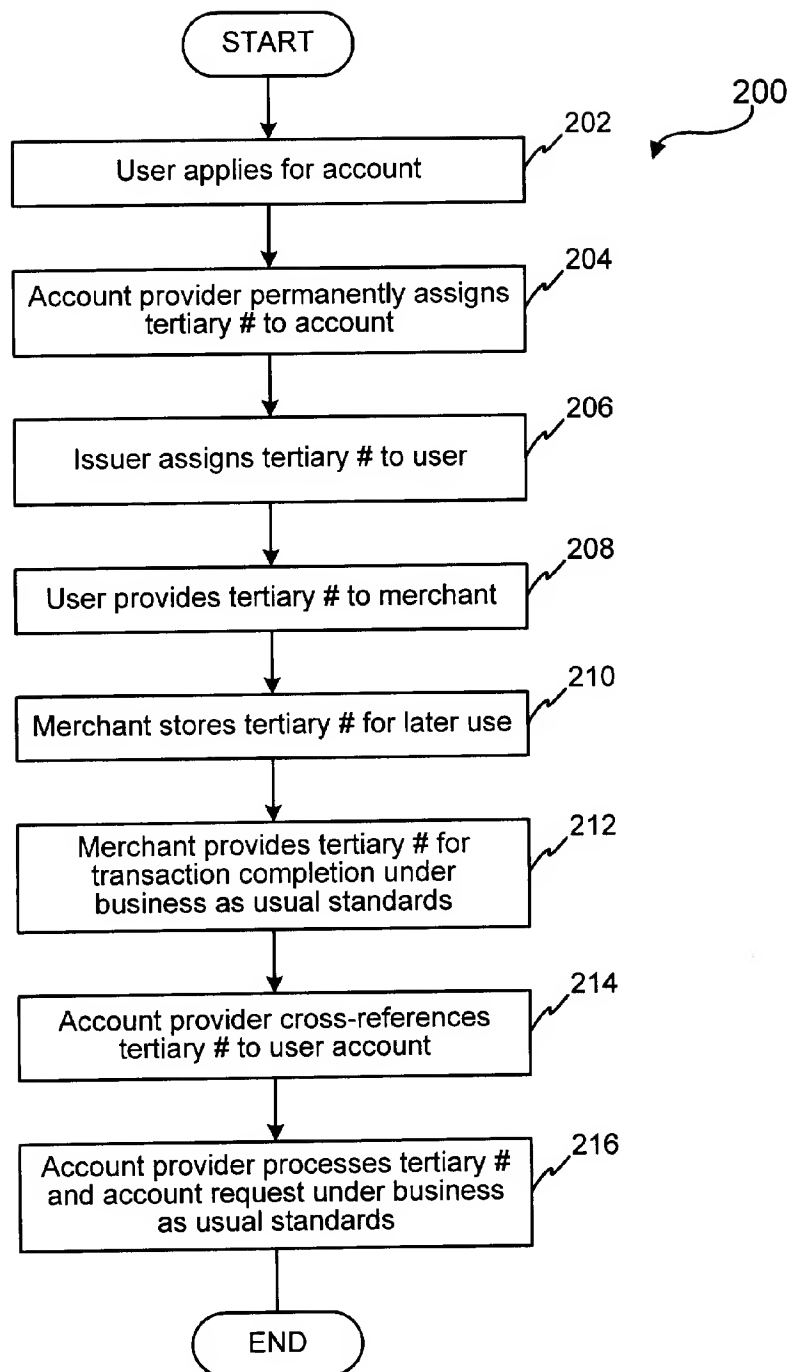 START
200
202
User applies for account
204
Account provider permanently assigns
tertiary # to account
206
Issuer assigns tertiary # to user
208
User provides tertiary # to merchant
210
Merchant stores tertiary # for later use
212
Merchant provides tertiary # for
transaction completion under
business as usual standards
214
Account provider cross-references
tertiary # to user account
216
Account provider processes tertiary #
and account request under business
as usual standards
END